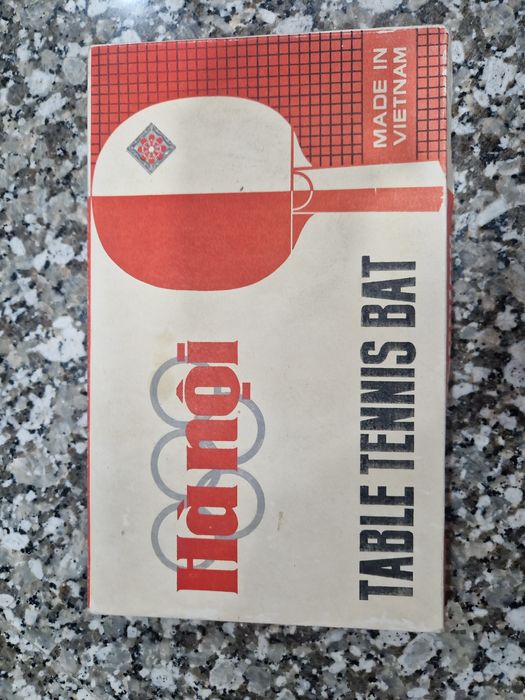 MADE IN
VIETNAM
Hà nội
TABLE TENNIS BAT